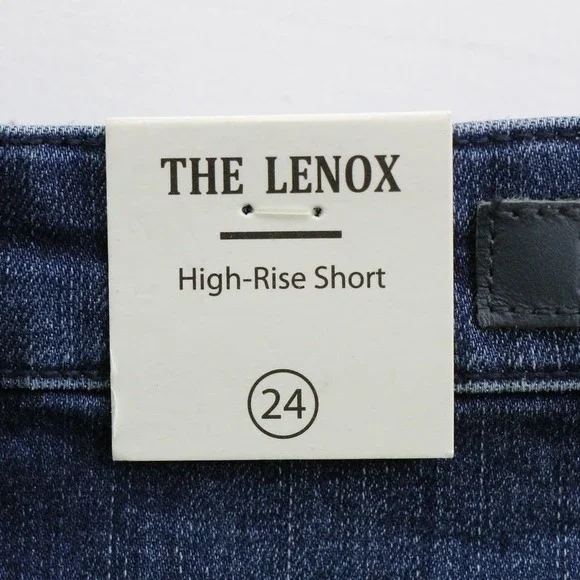 THE LENOX
High-Rise Short
24